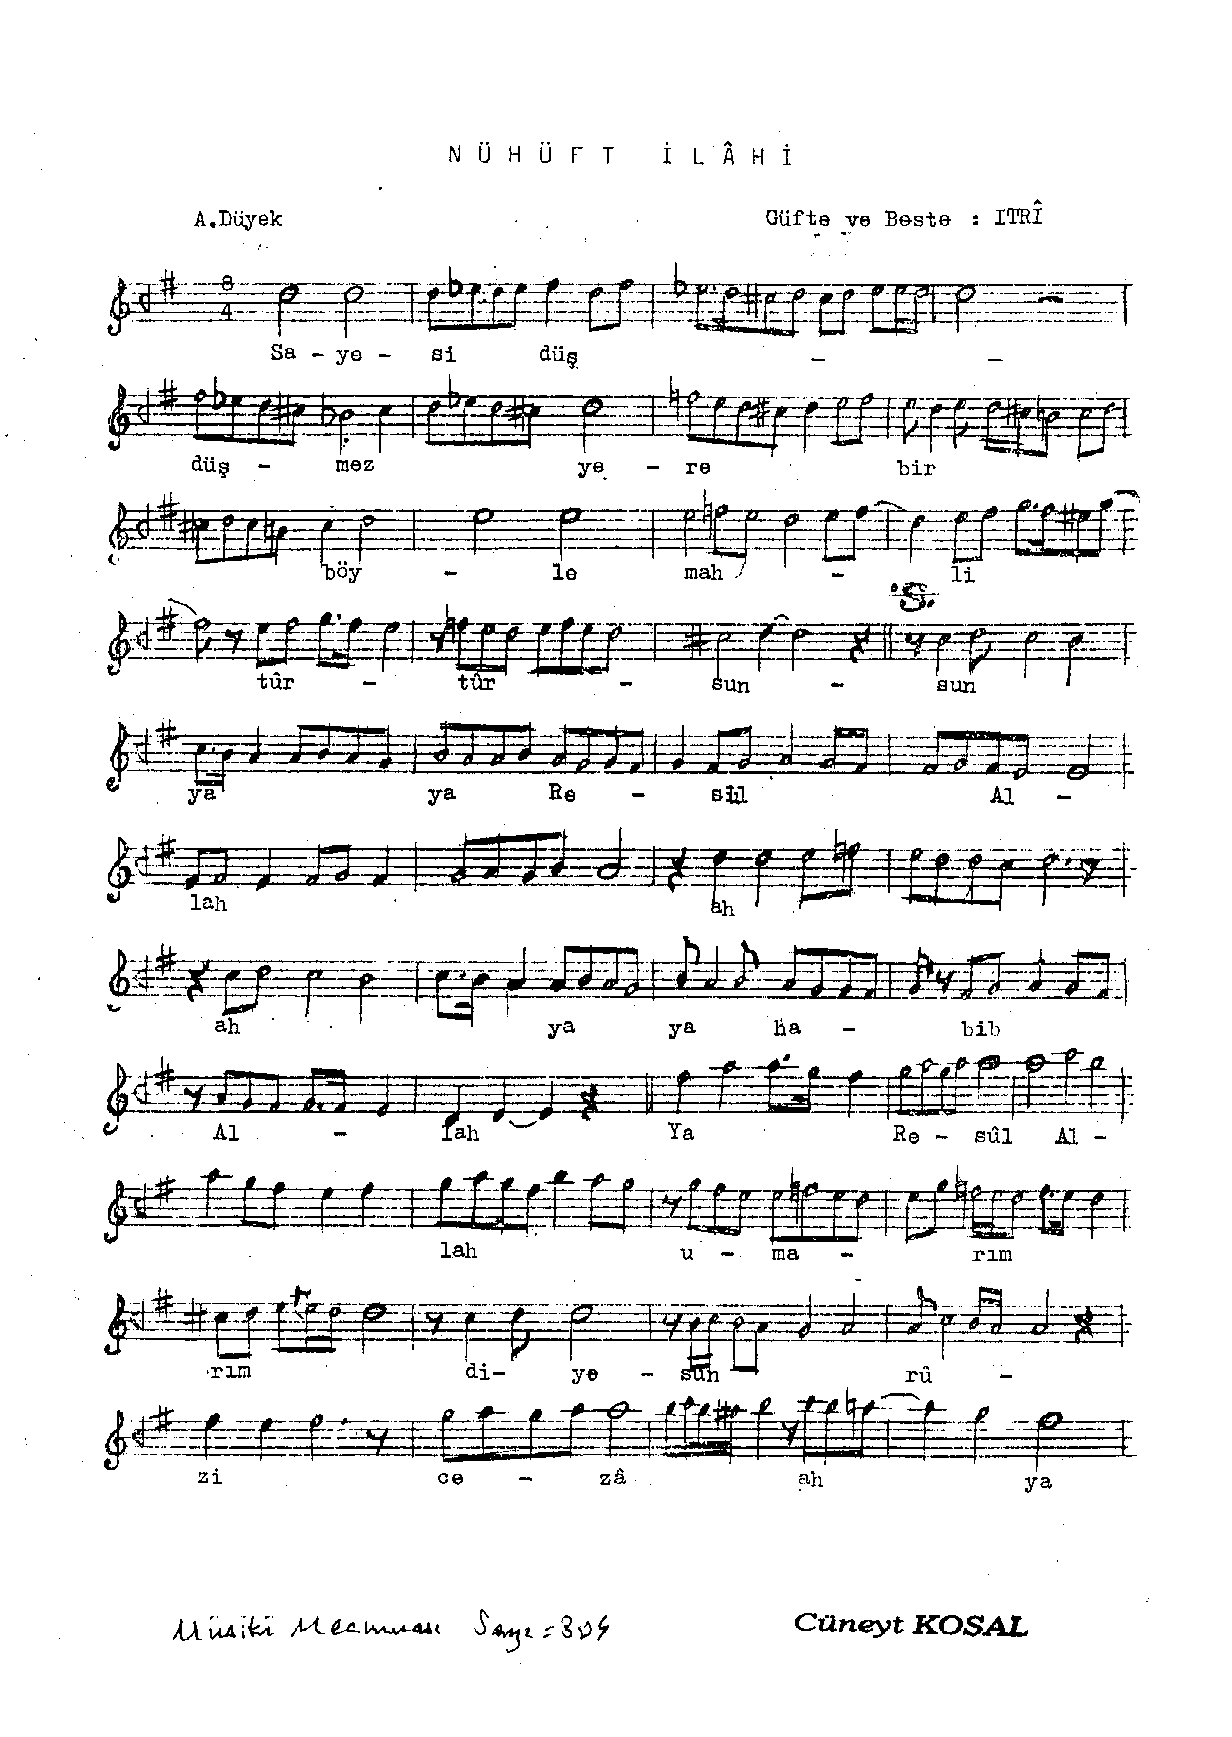 NÜHÜFT İLÂHİ
A.Düyek Güfte ve Beste : ITRÎ
8
4
Sa - ye - si düş - -
düş - mez ye - re bir
böy - le mah - li
tûr - tûr - sun - sun
ya ya Re - sûl Al -
lah ah
ah ya ya ha - bib
Al - lah Ya Re - sûl Al -
lah u - ma - rım
rım di- ye - sun rû -
zi ce - zâ ah ya
Mûsiki Mecmuası Sayı = 304
Cüneyt KOSAL